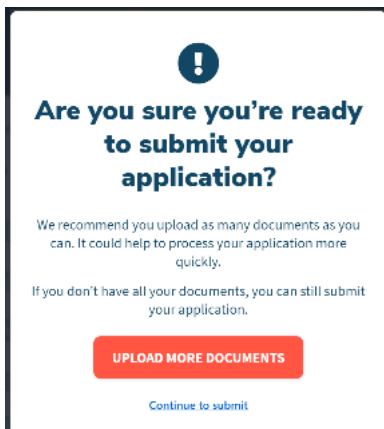 Are you sure you're ready
to submit your
application?
We recommend you upload as many documents as you
can. It could help to process your application more
quickly.
If you don't have all your documents, you can still submit
your application.
UPLOAD MORE DOCUMENTS
Continue to submit